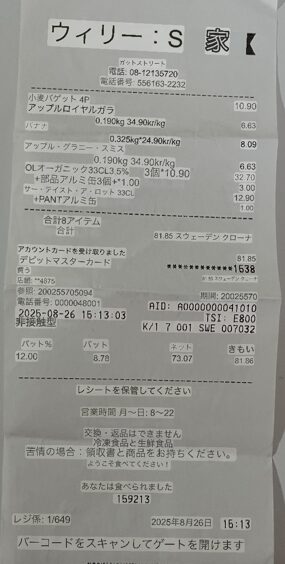 ウィリー：S 家
ガットストリート
電話: 08-12135720
電話番号: 556163-2232
小麦バゲット 4P 10.90
アップルロイヤルガラ
0.190kg 34.90kr/kg
バナナ 6.63
0.325kg*24.90kr/kg
アップル・グラニー・スミス 8.09
0.190kg 34.90kr/kg 6.63
OLオーガニック33CL3.5% 3個*10.90 32.70
+部品アルミ缶3個+*1.00 3.00
サー・テイスト・ア・ロット 33CL 12.90
+PANTアルミ缶 1.00
合計8アイテム
合計 81.85 スウェーデン クローナ
アカウントカードを受け取りました 81.85
デビットマスターカード ************1538
買う
店舗: **4875
参照: 200255705094 期間: 20025570
電話番号: 0000048001 AID: A0000000041010
2025-08-26 15:13:03 TSI: E800
非接触型 K/1 7 001 SWE 007032
バット% バット ネット きもい
12.00 8.78 73.07 81.86
レシートを保管してください
営業時間 月～日: 8～22
交換・返品はできません
冷凍食品と生鮮食品
苦情の場合：領収書と商品をお持ちください。
ようこそ食べてください!
あなたは食べられました
159213
レジ係: 1/649 2025年8月26日 15:13
バーコードをスキャンしてゲートを開けます